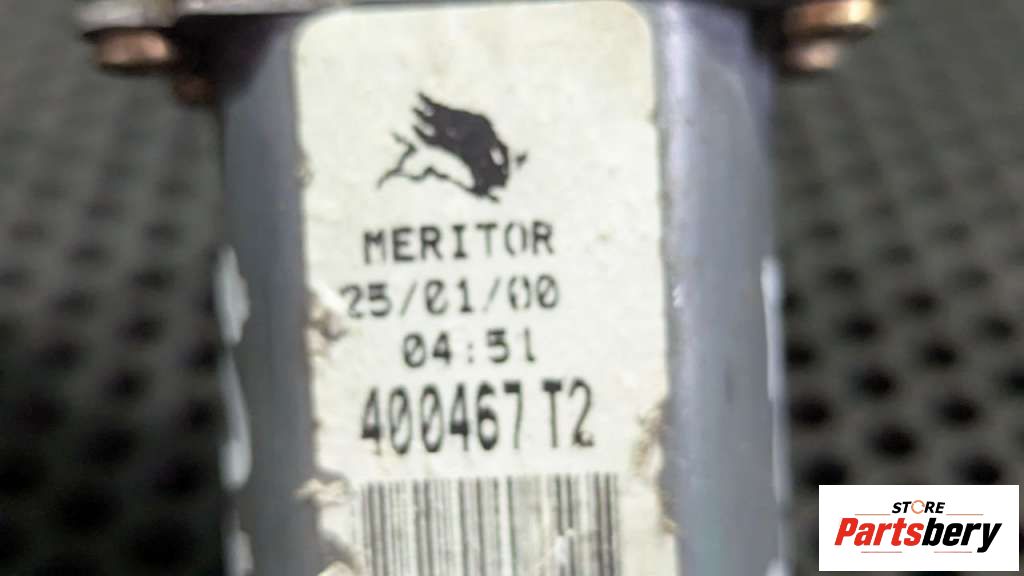 MERITOR
25/01/00
04:51
400467 T2
STORE
Partsbery